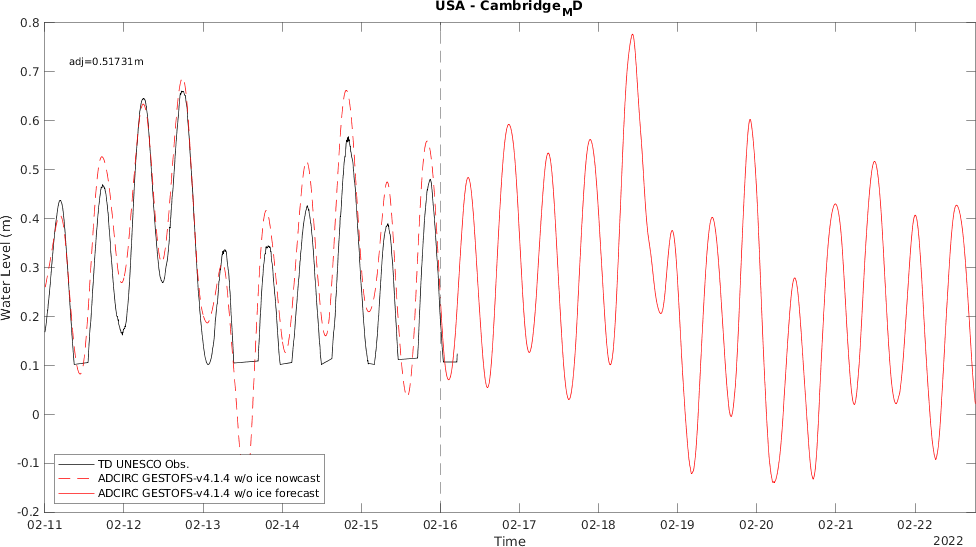 USA - Cambridge_MD
0.8
0.7
0.6
0.5
0.4
0.3
0.2
0.1
0
-0.1
-0.2
Water Level (m)
adj=0.51731m
TD UNESCO Obs.
ADCIRC GESTOFS-v4.1.4 w/o ice nowcast
ADCIRC GESTOFS-v4.1.4 w/o ice forecast
02-11 02-12 02-13 02-14 02-15 02-16 02-17 02-18 02-19 02-20 02-21 02-22
Time
2022